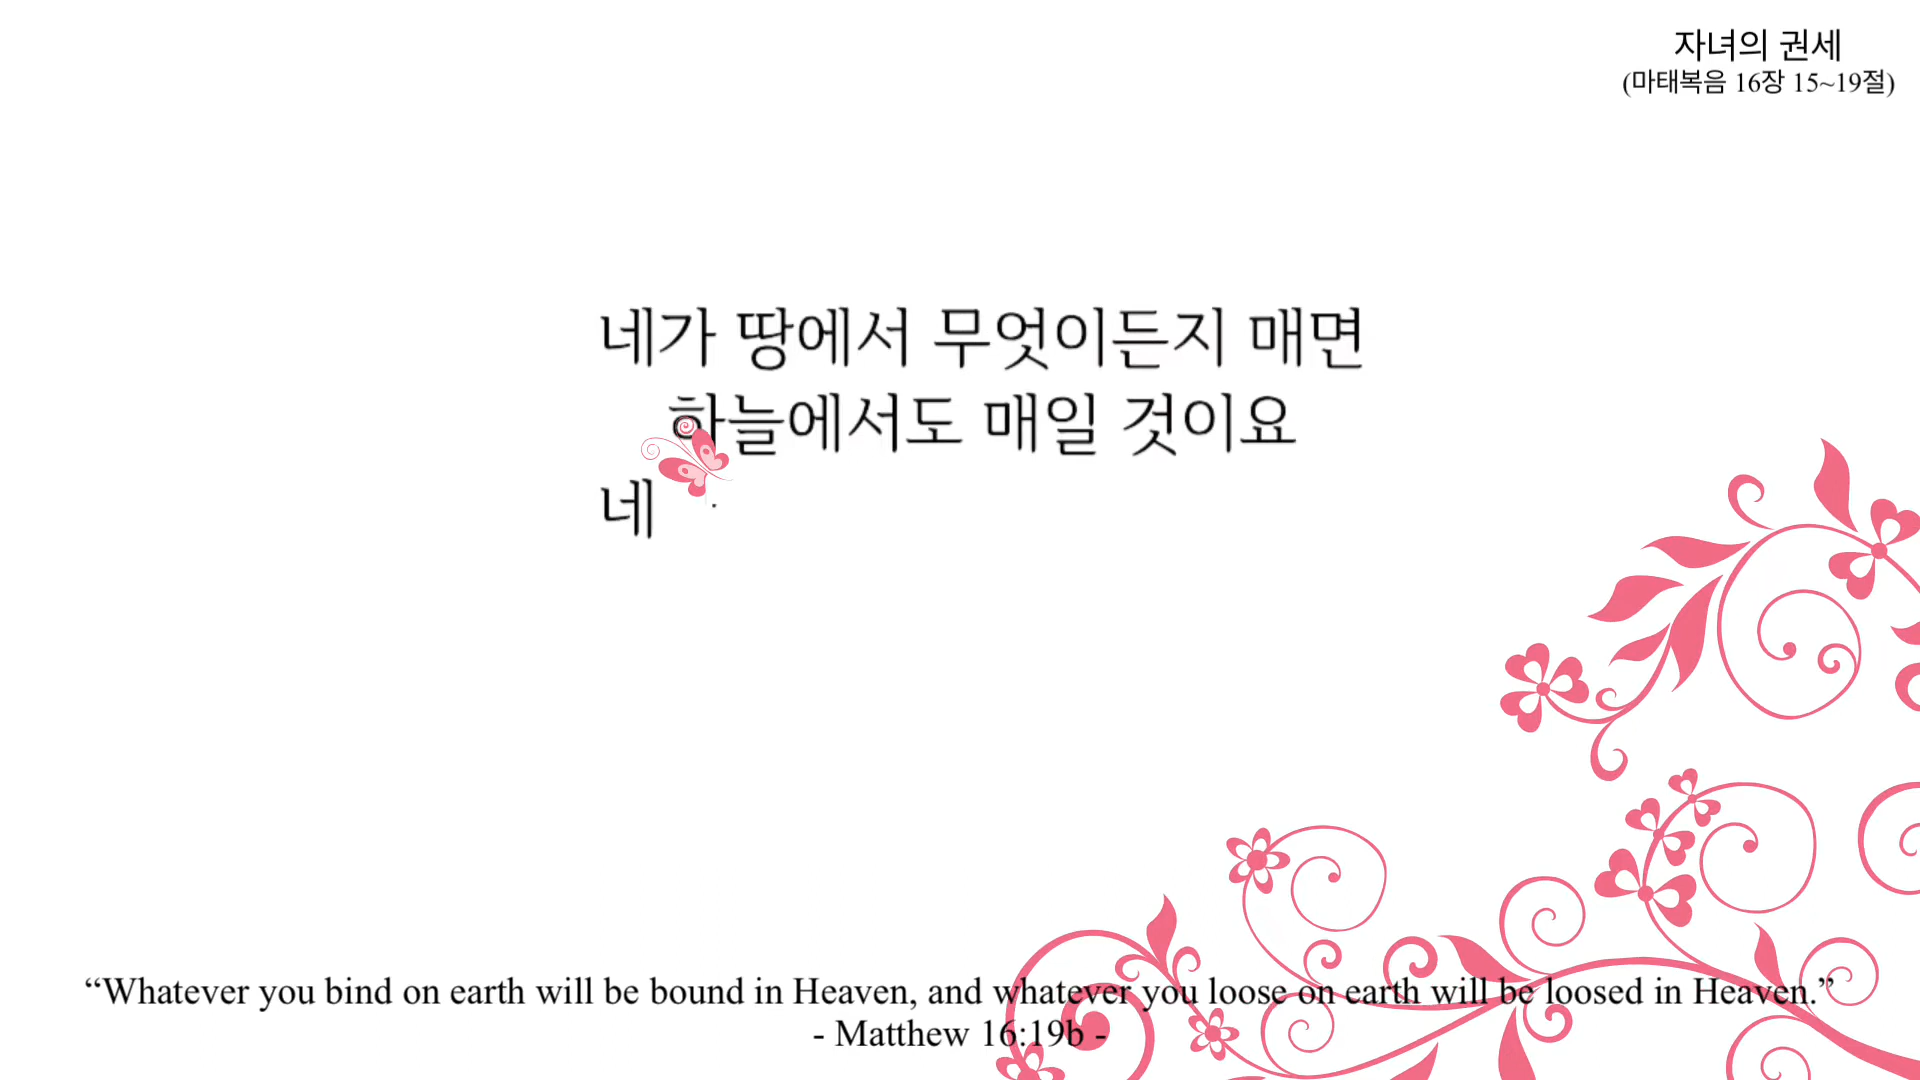 자녀의 권세
(마태복음 16장 15~19절)
네가 땅에서 무엇이든지 매면
하늘에서도 매일 것이요
네
“Whatever you bind on earth will be bound in Heaven, and whatever you loose on earth will be loosed in Heaven.”
- Matthew 16:19b -